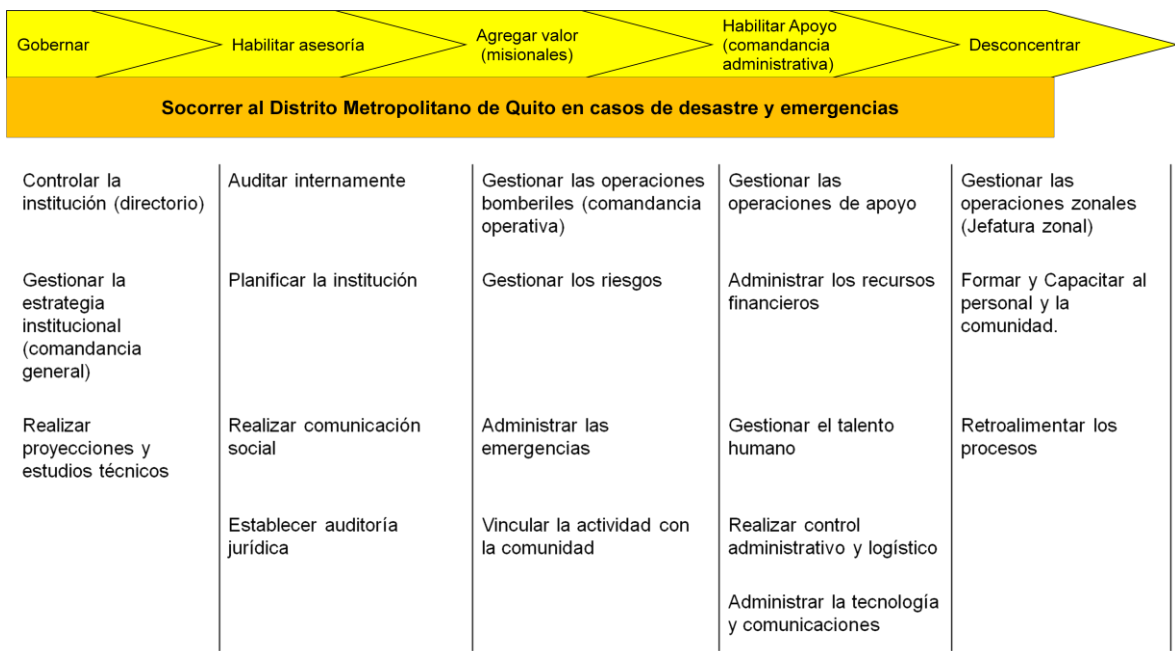 Gobernar
Habilitar asesoría
Agregar valor
(misionales)
Habilitar Apoyo
(comandancia
administrativa)
Desconcentrar
Socorrer al Distrito Metropolitano de Quito en casos de desastre y emergencias
Controlar la
institución (directorio)
Gestionar la
estrategia
institucional
(comandancia
general)
Realizar
proyecciones y
estudios técnicos
Auditar internamente
Planificar la institución
Realizar comunicación
social
Establecer auditoría
jurídica
Gestionar las operaciones
bomberiles (comandancia
operativa)
Gestionar los riesgos
Administrar las
emergencias
Vincular la actividad con
la comunidad
Gestionar las
operaciones de apoyo
Administrar los recursos
financieros
Gestionar el talento
humano
Realizar control
administrativo y logístico
Administrar la tecnología
y comunicaciones
Gestionar las
operaciones zonales
(Jefatura zonal)
Formar y Capacitar al
personal y la
comunidad.
Retroalimentar los
procesos